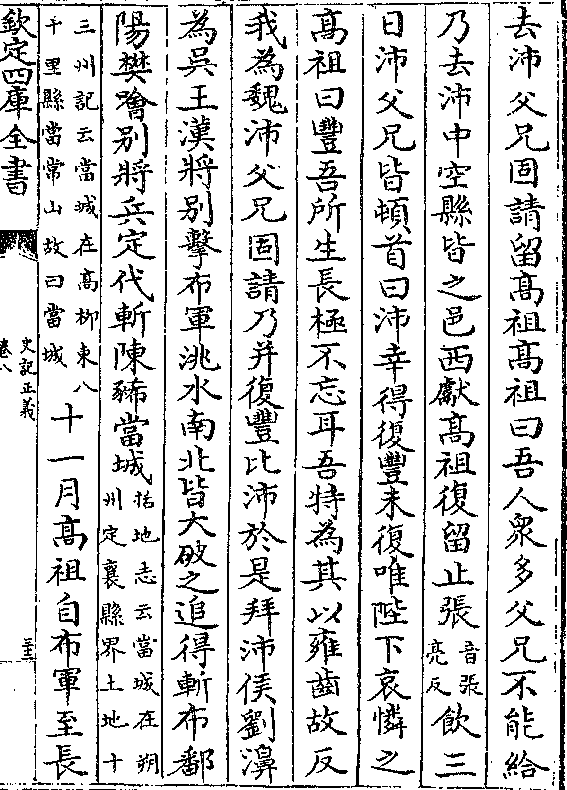 去沛父兄固請留髙祖髙祖曰吾人衆多父兄不能給
乃去沛中空縣皆之邑西獻髙祖復留止張音張亮反飲三
日沛父兄皆頓首曰沛幸得復豐未復唯陛下哀憐之
髙祖曰豐吾所生長極不忘耳吾特為其以雍齒故反
我為魏沛父兄固請乃并復豐比沛於是拜沛侯劉濞
為吳王漢將别擊布軍洮水南北皆大破之追得斬布鄱
陽樊噲别將兵定代斬陳豨當城括地志云當城在朔州定襄縣界土地十
三州記云當城在髙栁東八十里縣當常山故曰當城十一月髙祖自布軍至長
欽定四庫全書
史記正義
卷八